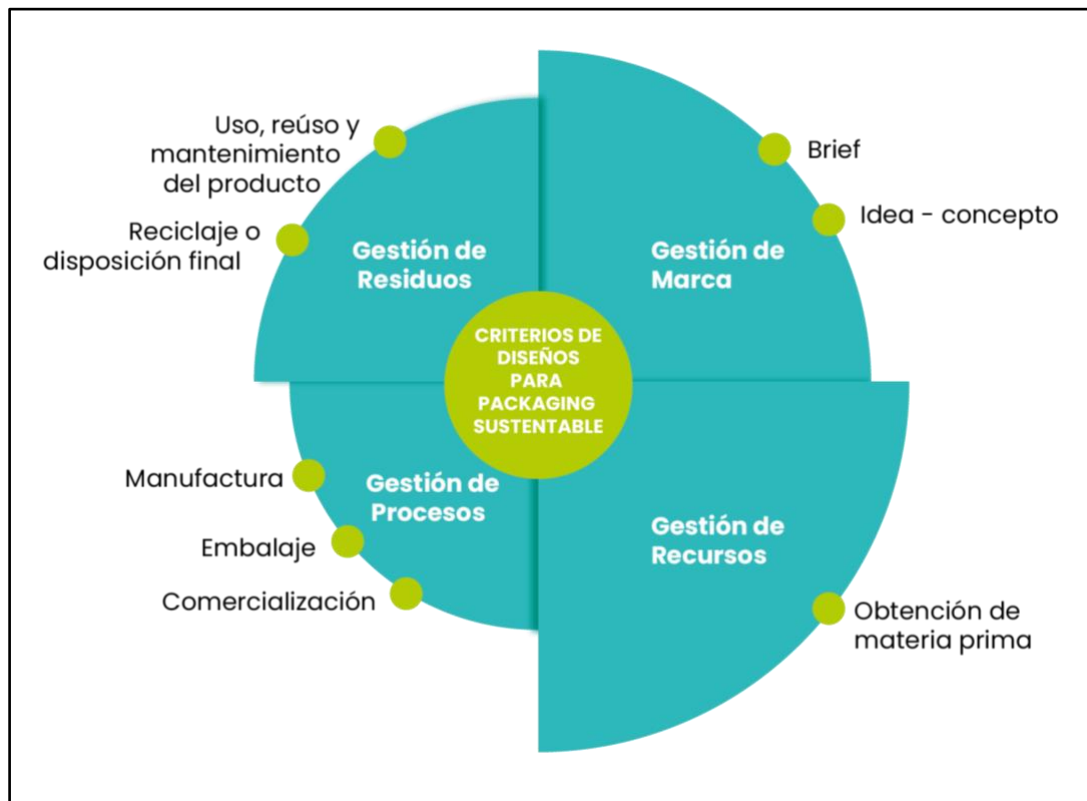 Uso, reúso y
mantenimiento
del producto
Reciclaje o
disposición final
Gestión de
Residuos
Brief
Idea - concepto
Gestión de
Marca
CRITERIOS DE
DISEÑOS
PARA
PACKAGING
SUSTENTABLE
Manufactura
Embalaje
Comercialización
Gestión de
Procesos
Gestión de
Recursos
Obtención de
materia prima